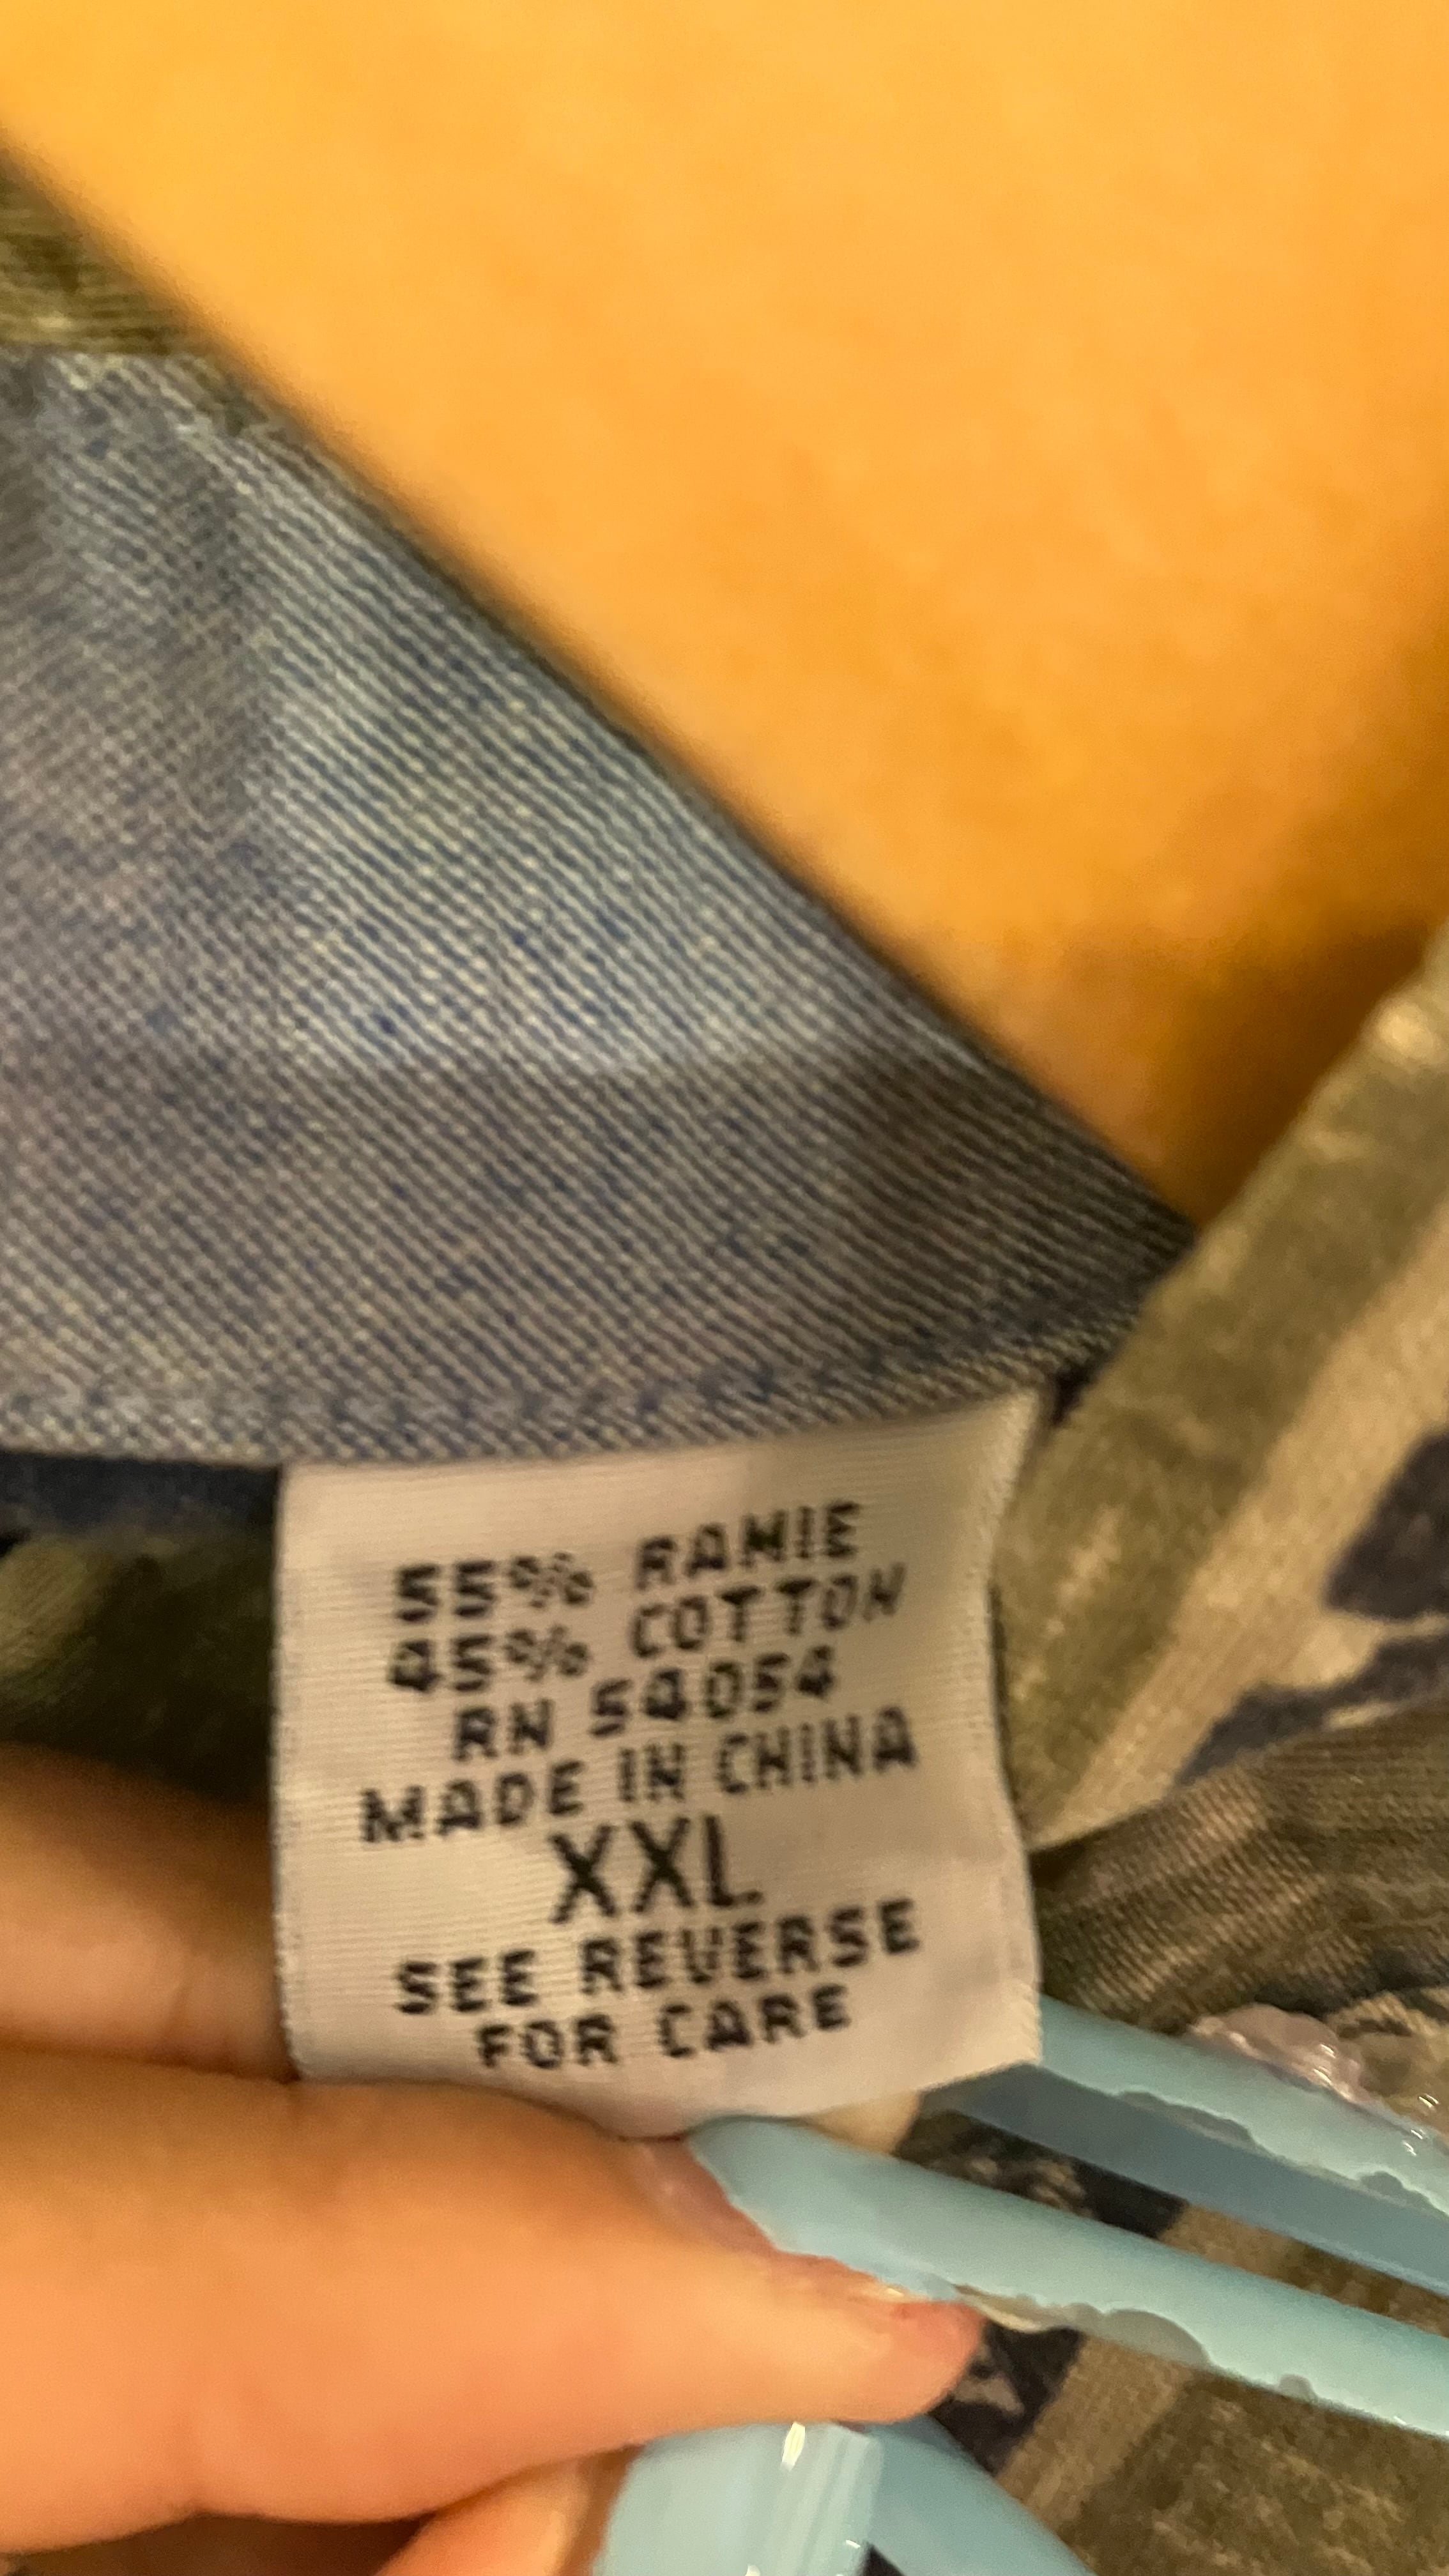 55% RAMIE
45% COTTON
RN 54054
MADE IN CHINA
XXL
SEE REVERSE
FOR CARE